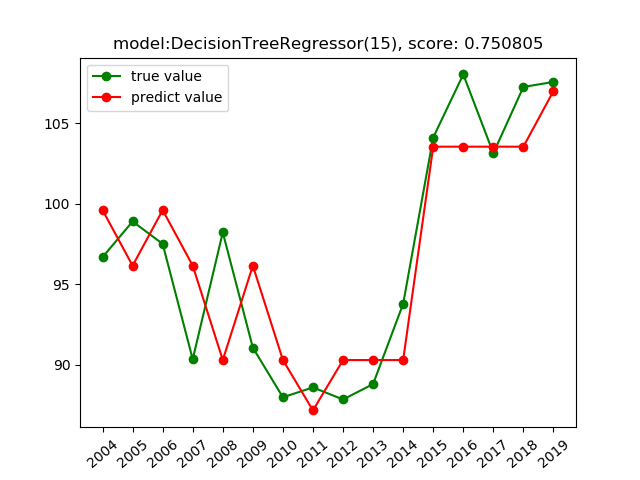 model:DecisionTreeRegressor(15), score: 0.750805
true value
predict value
105
100
95
90
2004 2005 2006 2007 2008 2009 2010 2011 2012 2013 2014 2015 2016 2017 2018 2019